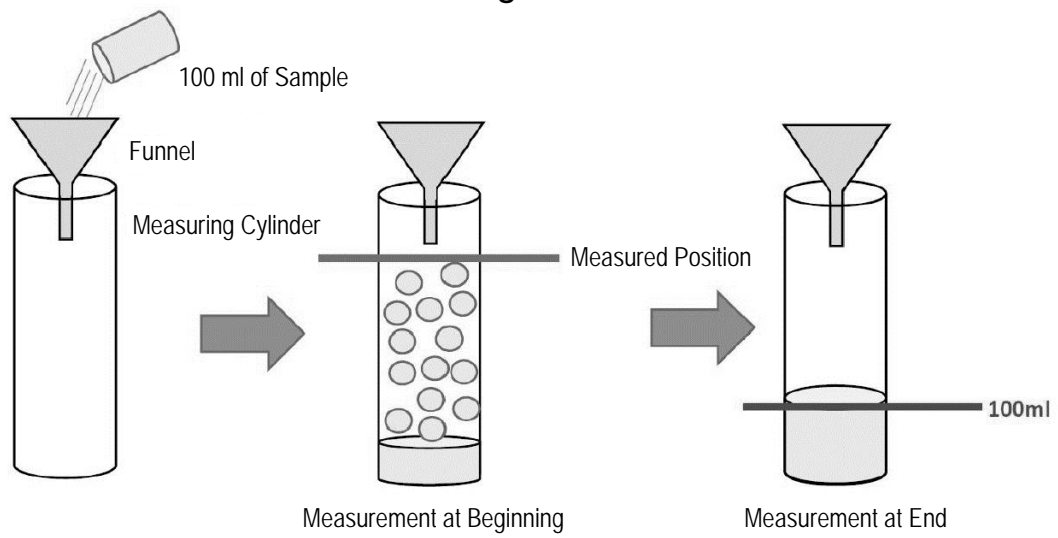 100 ml of Sample
Funnel
Measuring Cylinder
Measured Position
100ml
Measurement at Beginning
Measurement at End